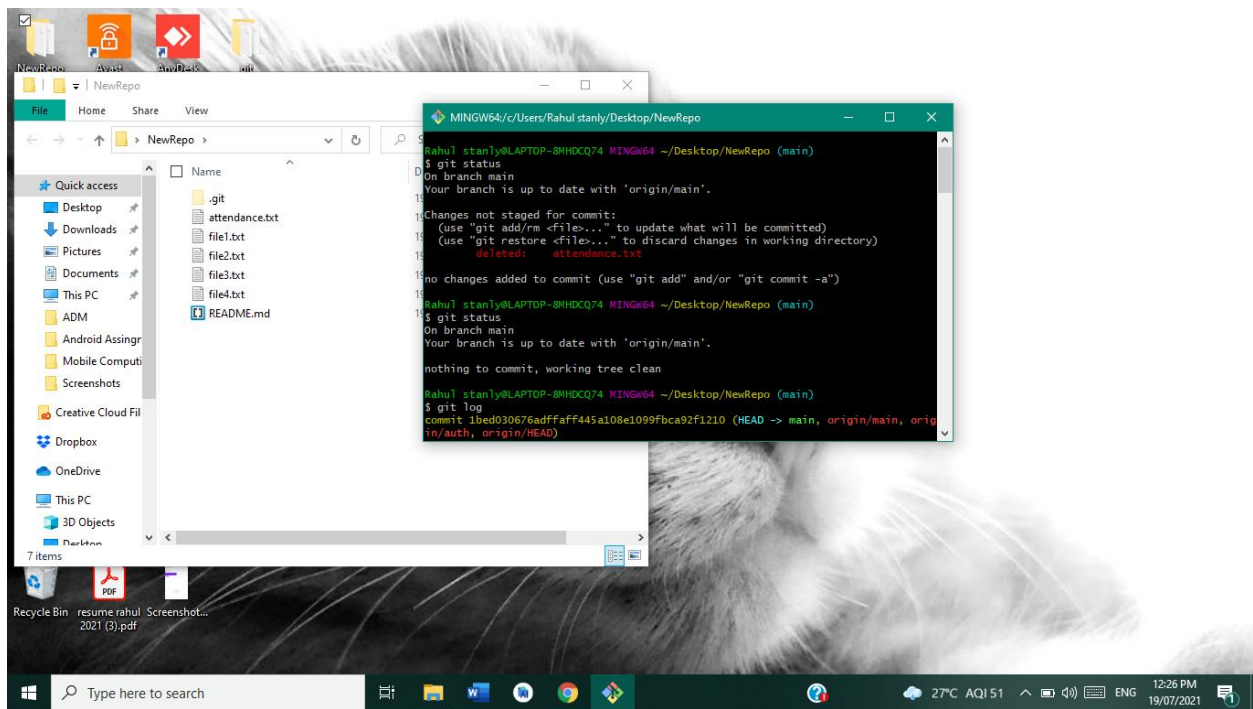 NewRepo
Avast
AnyDesk
git
NewRepo
File Home Share View
NewRepo
Name
Quick access
Desktop
Downloads
Pictures
Documents
This PC
ADM
Android Assingr
Mobile Computi
Screenshots
Creative Cloud Fil
Dropbox
OneDrive
This PC
3D Objects
Desktop
.git
attendance.txt
file1.txt
file2.txt
file3.txt
file4.txt
README.md
7 items
MINGW64:/c/Users/Rahul stanly/Desktop/NewRepo
Rahul stanly@LAPTOP-8MHDCQ74 MINGW64 ~/Desktop/NewRepo (main)
$ git status
On branch main
Your branch is up to date with 'origin/main'.
Changes not staged for commit:
(use "git add/rm <file>..." to update what will be committed)
(use "git restore <file>..." to discard changes in working directory)
deleted: attendance.txt
no changes added to commit (use "git add" and/or "git commit -a")
Rahul stanly@LAPTOP-8MHDCQ74 MINGW64 ~/Desktop/NewRepo (main)
$ git status
On branch main
Your branch is up to date with 'origin/main'.
nothing to commit, working tree clean
Rahul stanly@LAPTOP-8MHDCQ74 MINGW64 ~/Desktop/NewRepo (main)
$ git log
commit 1bed030676adffaff445a108e1099fbca92f1210 (HEAD -> main, origin/main, orig
in/auth, origin/HEAD)
PDF
Recycle Bin
resume rahul
2021 (3).pdf
Screenshot...
Type here to search
27°C AQI 51
ENG
12:26 PM
19/07/2021